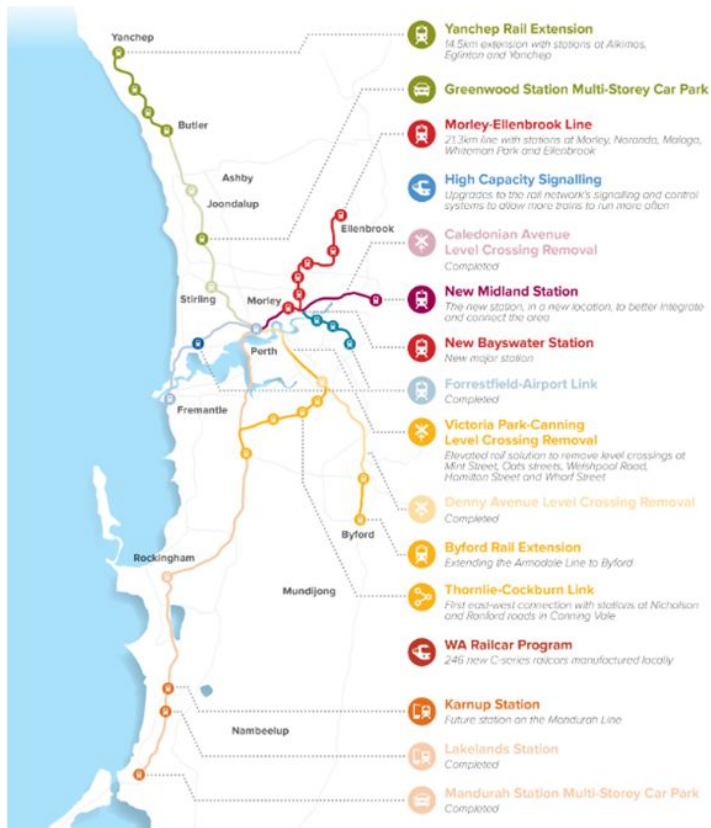 Yanchep
Butler
Ashby
Joondalup
Ellenbrook
Stirling
Morley
Perth
Fremantle
Byford
Rockingham
Mundijong
Nambeelup
Yanchep Rail Extension
14.5km extension with stations at Alkimos,
Eglinton and Yanchep
Greenwood Station Multi-Storey Car Park
Morley-Ellenbrook Line
21.3km line with stations at Morley, Noranda, Malaga,
Whiteman Park and Ellenbrook
High Capacity Signalling
Upgrades to the rail network's signalling and control
systems to allow more trains to run more often
Caledonian Avenue
Level Crossing Removal
Completed
New Midland Station
The new station, in a new location, to better integrate
and connect the area
New Bayswater Station
New major station
Forrestfield-Airport Link
Completed
Victoria Park-Canning
Level Crossing Removal
Elevated rail solution to remove level crossings at
Mint Street, Oats streets, Welshpool Road,
Hamilton Street and Wharf Street
Denny Avenue Level Crossing Removal
Completed
Byford Rail Extension
Extending the Armadale Line to Byford
Thornlie-Cockburn Link
First east-west connection with stations at Nicholson
and Ranford roads in Canning Vale
WA Railcar Program
246 new C-series railcars manufactured locally
Karnup Station
Future station on the Mandurah Line
Lakelands Station
Completed
Mandurah Station Multi-Storey Car Park
Completed